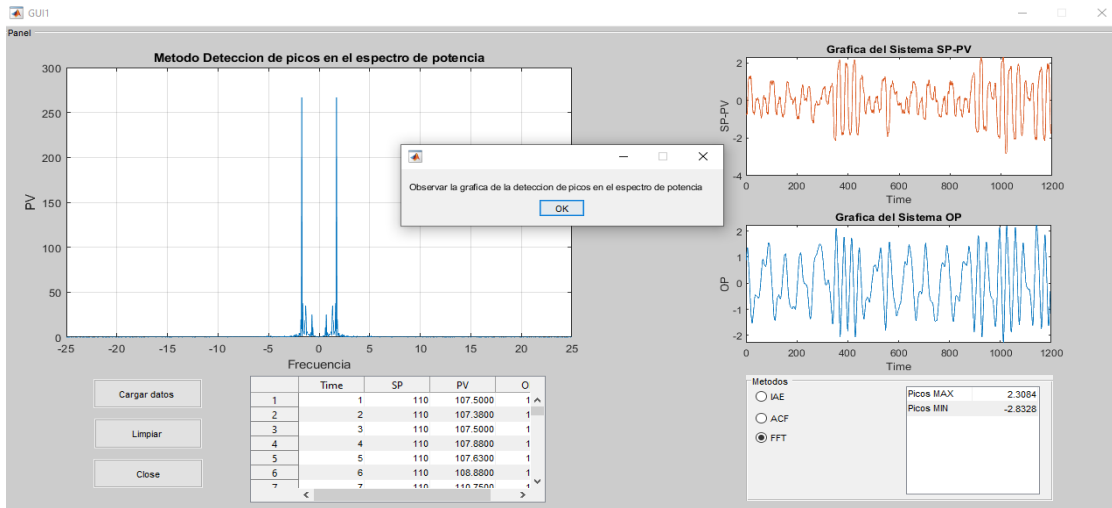 GUI1
Panel
Metodo Deteccion de picos en el espectro de potencia
300
250
200
150
100
50
0
PV
-25 -20 -15 -10 -5 0 5 10 15 20 25
Frecuencia
Observar la grafica de la deteccion de picos en el espectro de potencia
OK
Grafica del Sistema SP-PV
2
0
-2
-4
SP-PV
0 200 400 600 800 1000 1200
Time
Grafica del Sistema OP
2
1
0
-1
-2
OP
0 200 400 600 800 1000 1200
Time
Cargar datos
Limpiar
Close
Time SP PV O
1 1 110 107.5000 1
2 2 110 107.3800 1
3 3 110 107.5000 1
4 4 110 107.8800 1
5 5 110 107.6300 1
6 6 110 108.8800 1
7 7 110 110.7500 1
Metodos
IAE
ACF
FFT
Picos MAX 2.3084
Picos MIN -2.8328